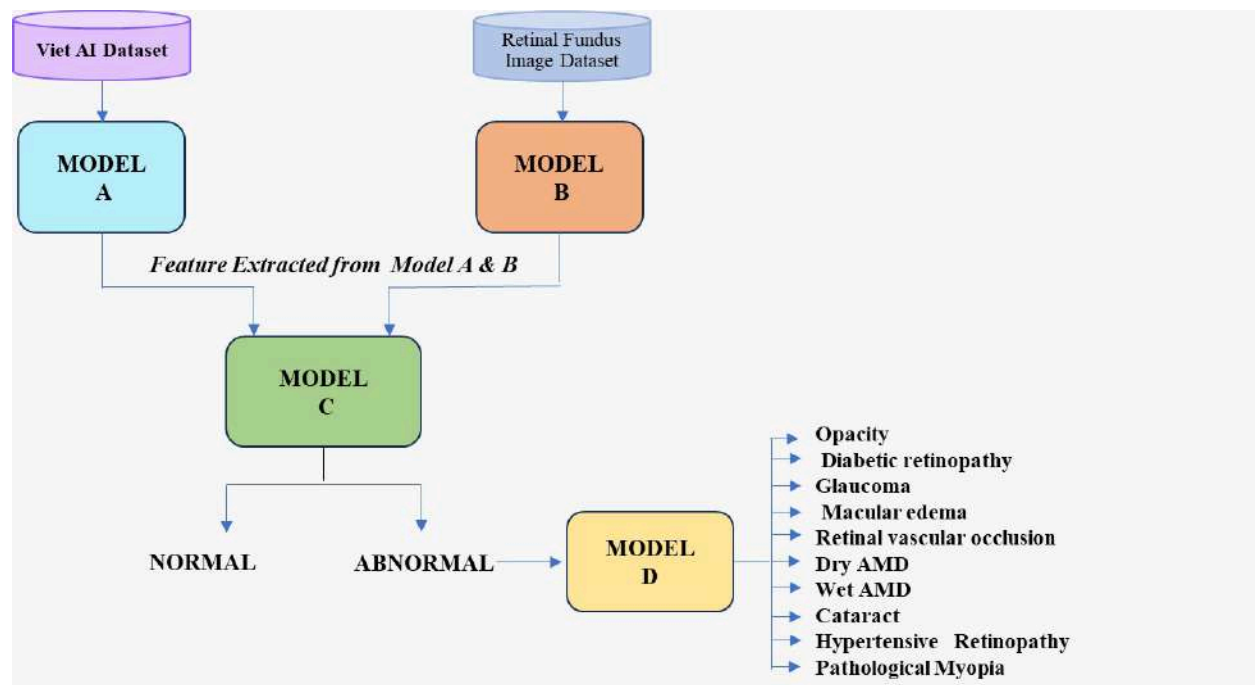 Viet AI Dataset
Retinal Fundus
Image Dataset
MODEL
A
MODEL
B
Feature Extracted from Model A & B
MODEL
C
NORMAL
ABNORMAL
MODEL
D
Opacity
Diabetic retinopathy
Glaucoma
Macular edema
Retinal vascular occlusion
Dry AMD
Wet AMD
Cataract
Hypertensive Retinopathy
Pathological Myopia